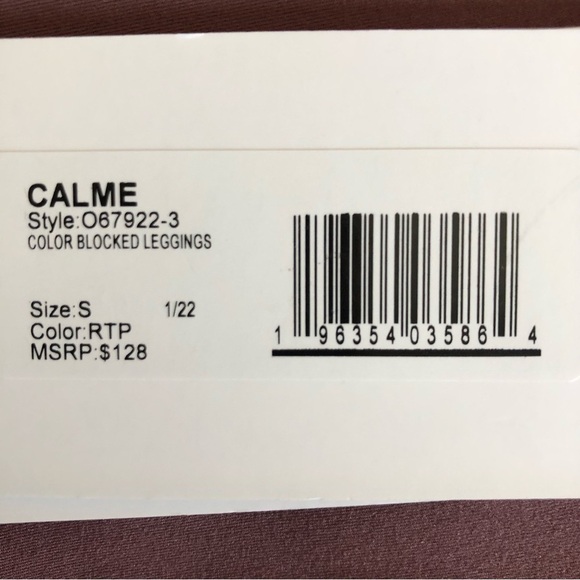 CALME
Style:O67922-3
COLOR BLOCKED LEGGINGS
Size:S 1/22
Color:RTP
MSRP:$128
1 96354 03586 4